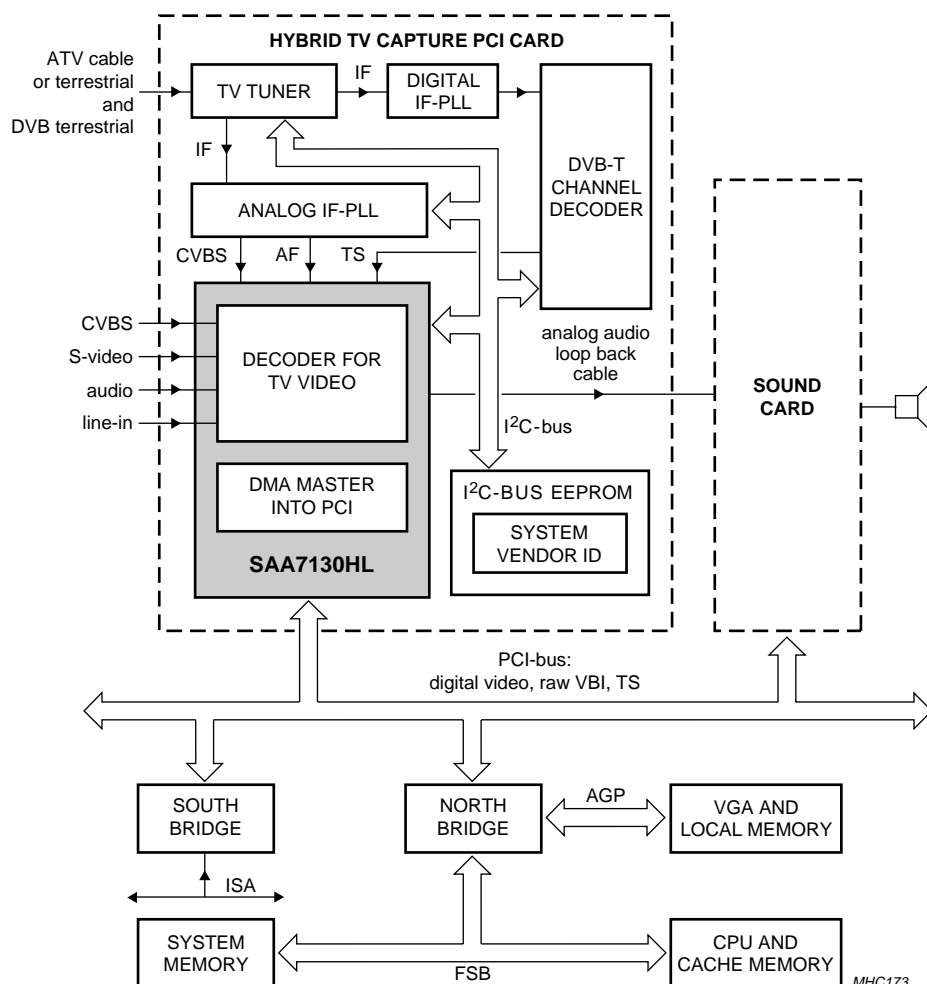 HYBRID TV CAPTURE PCI CARD
ATV cable
or terrestrial
and
DVB terrestrial
TV TUNER
IF
DIGITAL
IF-PLL
DVB-T
CHANNEL
DECODER
IF
ANALOG IF-PLL
CVBS
AF
TS
CVBS
S-video
audio
line-in
DECODER FOR
TV VIDEO
DMA MASTER
INTO PCI
SAA7130HL
analog audio
loop back
cable
I²C-bus
I²C-BUS EEPROM
SYSTEM
VENDOR ID
SOUND
CARD
PCI-bus:
digital video, raw VBI, TS
SOUTH
BRIDGE
NORTH
BRIDGE
AGP
VGA AND
LOCAL MEMORY
ISA
SYSTEM
MEMORY
FSB
CPU AND
CACHE MEMORY
MHC173